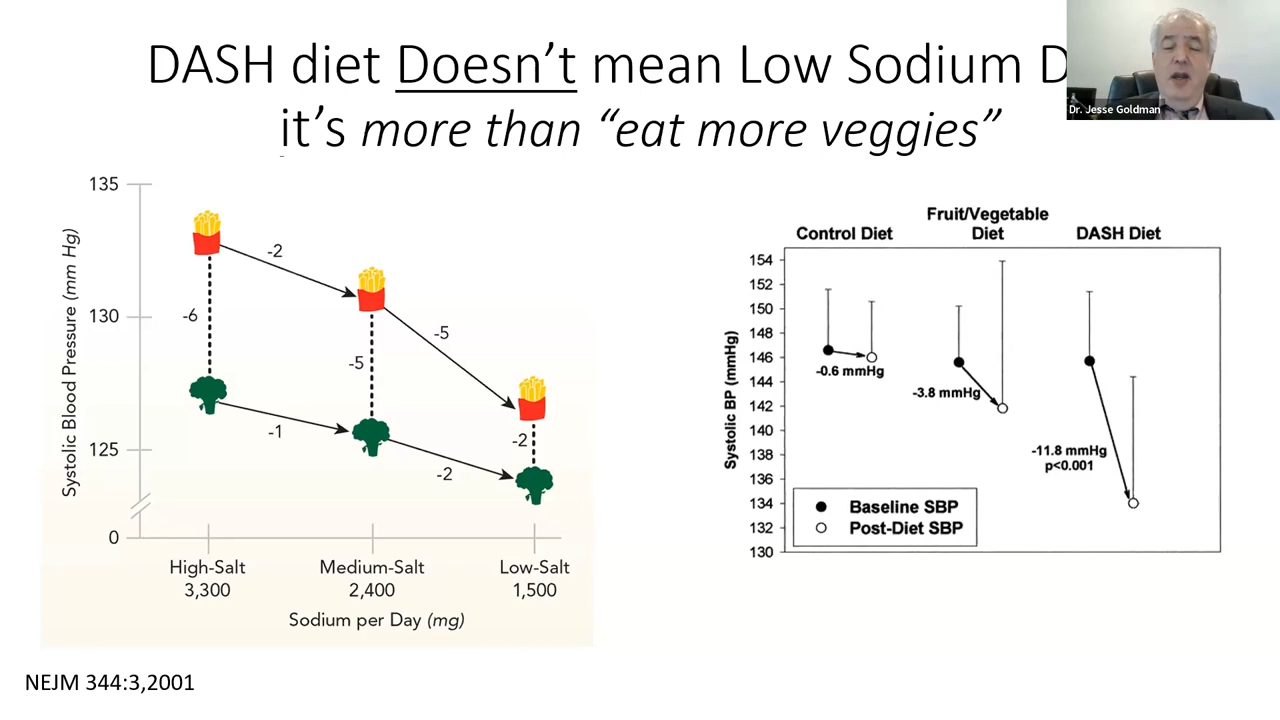 DASH diet Doesn’t mean Low Sodium D
it’s more than “eat more veggies”
Dr. Jesse Goldman
135
130
125
0
Systolic Blood Pressure (mm Hg)
-2
-6
-5
-5
-1
-2
-2
High-Salt Medium-Salt Low-Salt
3,300 2,400 1,500
Sodium per Day (mg)
Control Diet Fruit/Vegetable Diet DASH Diet
Systolic BP (mmHg)
154
152
150
148
146
144
142
140
138
136
134
132
130
-0.6 mmHg
-3.8 mmHg
-11.8 mmHg
p<0.001
Baseline SBP
Post-Diet SBP
NEJM 344:3,2001